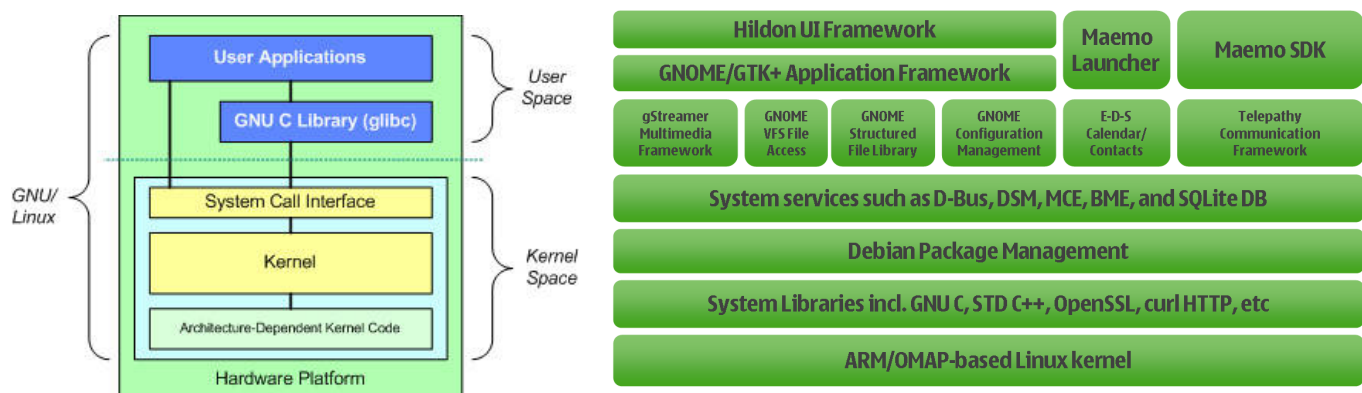 User Applications
GNU C Library (glibc)
User
Space
GNU/
Linux
System Call Interface
Kernel
Kernel
Space
Architecture-Dependent Kernel Code
Hardware Platform
Hildon UI Framework
GNOME/GTK+ Application Framework
Maemo
Launcher
Maemo SDK
gStreamer
Multimedia
Framework
GNOME
VFS File
Access
GNOME
Structured
File Library
GNOME
Configuration
Management
E-D-S
Calendar/
Contacts
Telepathy
Communication
Framework
System services such as D-Bus, DSM, MCE, BME, and SQLite DB
Debian Package Management
System Libraries incl. GNU C, STD C++, OpenSSL, curl HTTP, etc
ARM/OMAP-based Linux kernel